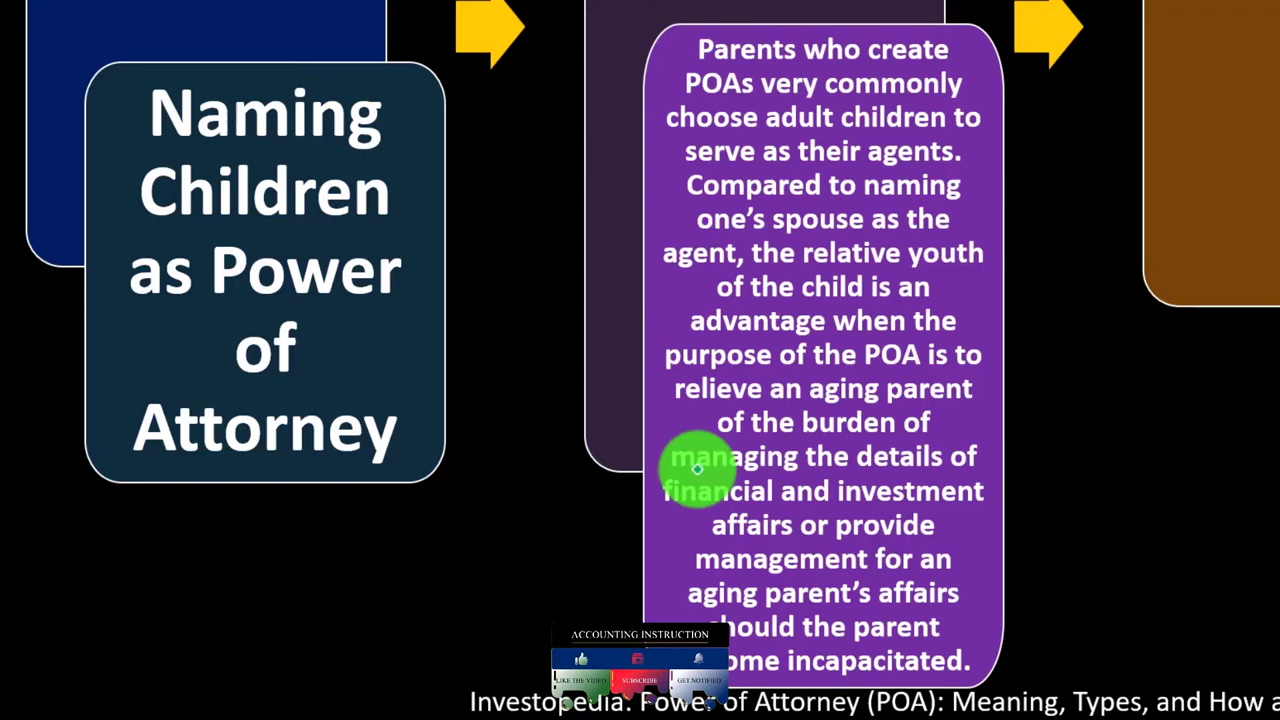 Naming
Children
as Power
of
Attorney
Parents who create
POAs very commonly
choose adult children to
serve as their agents.
Compared to naming
one's spouse as the
agent, the relative youth
of the child is an
advantage when the
purpose of the POA is to
relieve an aging parent
of the burden of
managing the details of
financial and investment
affairs or provide
management for an
aging parent's affairs
should the parent
incapacitated.
ACCOUNTING INSTRUCTION
LIKE THE VIDEO
SUBSCRIBE
GET NOTIFIED
Investopedia: Power of Attorney (POA): Meaning, Types, and How a